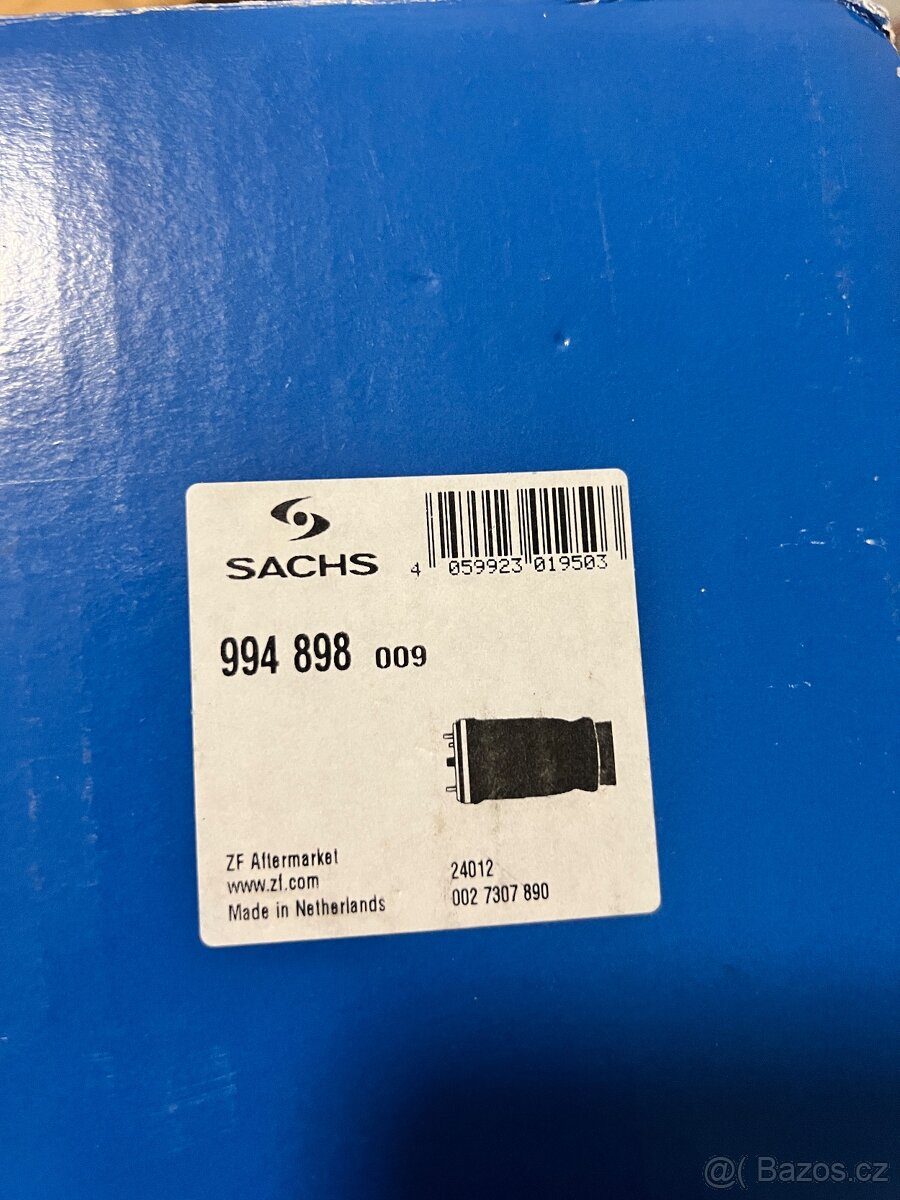 SACHS
4 059923 019503
994 898 009
ZF Aftermarket
www.zf.com
Made in Netherlands
24012
002 7307 890
@( Bazos.cz